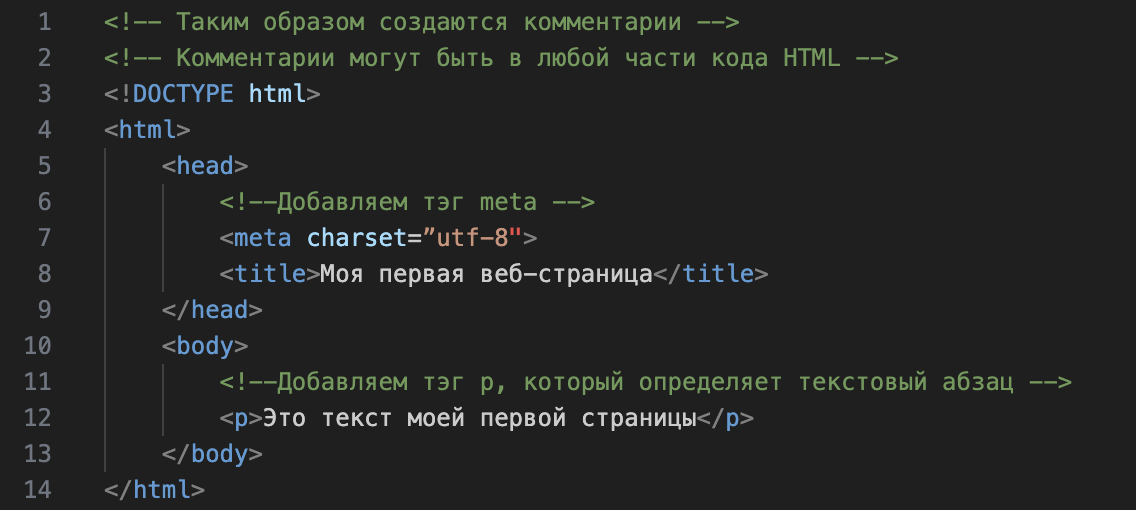 1 <!-- Таким образом создаются комментарии -->
2 <!-- Комментарии могут быть в любой части кода HTML -->
3 <!DOCTYPE html>
4 <html>
5 <head>
6 <!--Добавляем тэг meta -->
7 <meta charset=”utf-8">
8 <title>Моя первая веб-страница</title>
9 </head>
10 <body>
11 <!--Добавляем тэг p, который определяет текстовый абзац -->
12 <p>Это текст моей первой страницы</p>
13 </body>
14 </html>